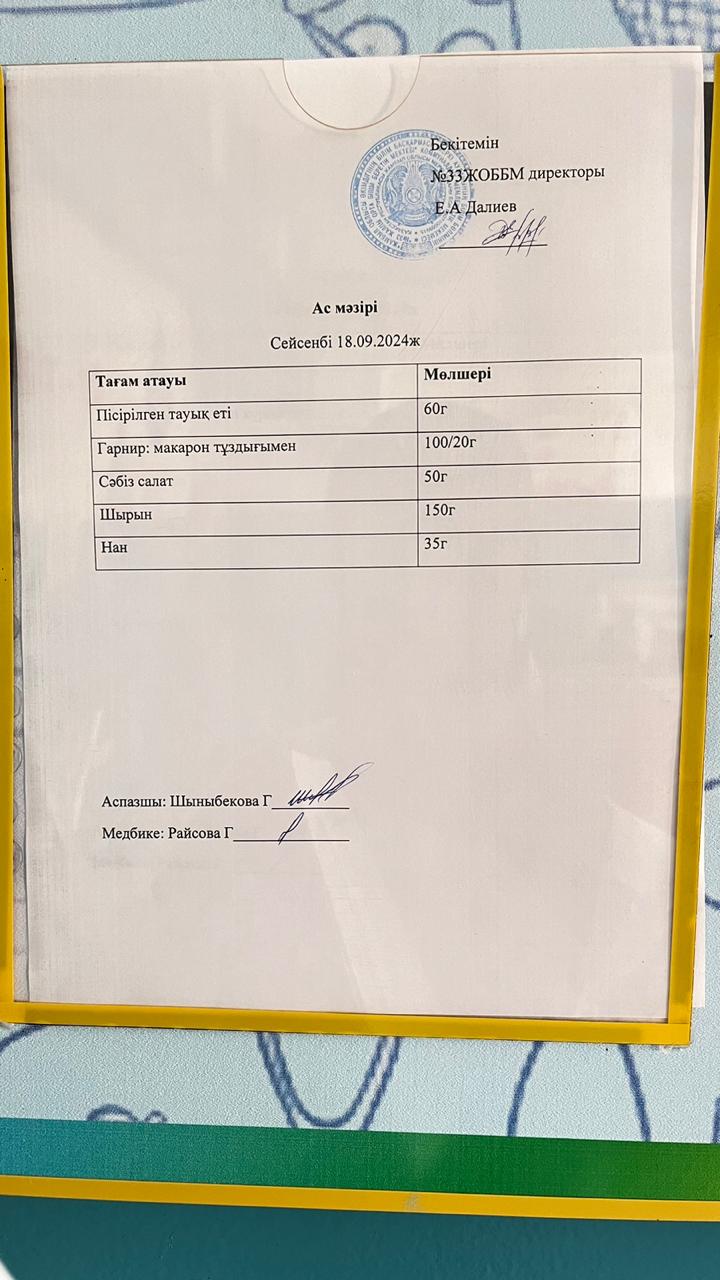 Бекітемін
№33ЖОББМ директоры
Е.А Далиев
Ас мәзірі
Сейсенбі 18.09.2024ж
Тағам атауы Мөлшері
Пісірілген тауық еті 60г
Гарнир: макарон тұздығымен 100/20г
Сәбіз салат 50г
Шырын 150г
Нан 35г
Аспазшы: Шыныбекова Г
Медбике: Райсова Г